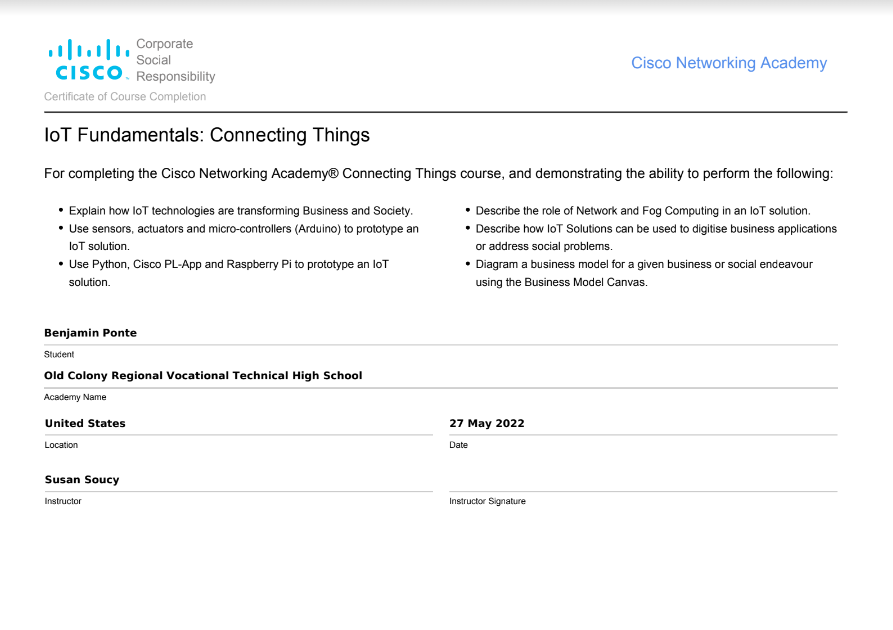 Corporate
Social
Responsibility
CISCO
Cisco Networking Academy
Certificate of Course Completion
IoT Fundamentals: Connecting Things
For completing the Cisco Networking Academy® Connecting Things course, and demonstrating the ability to perform the following:
• Explain how IoT technologies are transforming Business and Society.
• Use sensors, actuators and micro-controllers (Arduino) to prototype an
IoT solution.
• Use Python, Cisco PL-App and Raspberry Pi to prototype an IoT
solution.
• Describe the role of Network and Fog Computing in an IoT solution.
• Describe how IoT Solutions can be used to digitise business applications
or address social problems.
• Diagram a business model for a given business or social endeavour
using the Business Model Canvas.
Benjamin Ponte
Student
Old Colony Regional Vocational Technical High School
Academy Name
United States
Location
27 May 2022
Date
Susan Soucy
Instructor
Instructor Signature